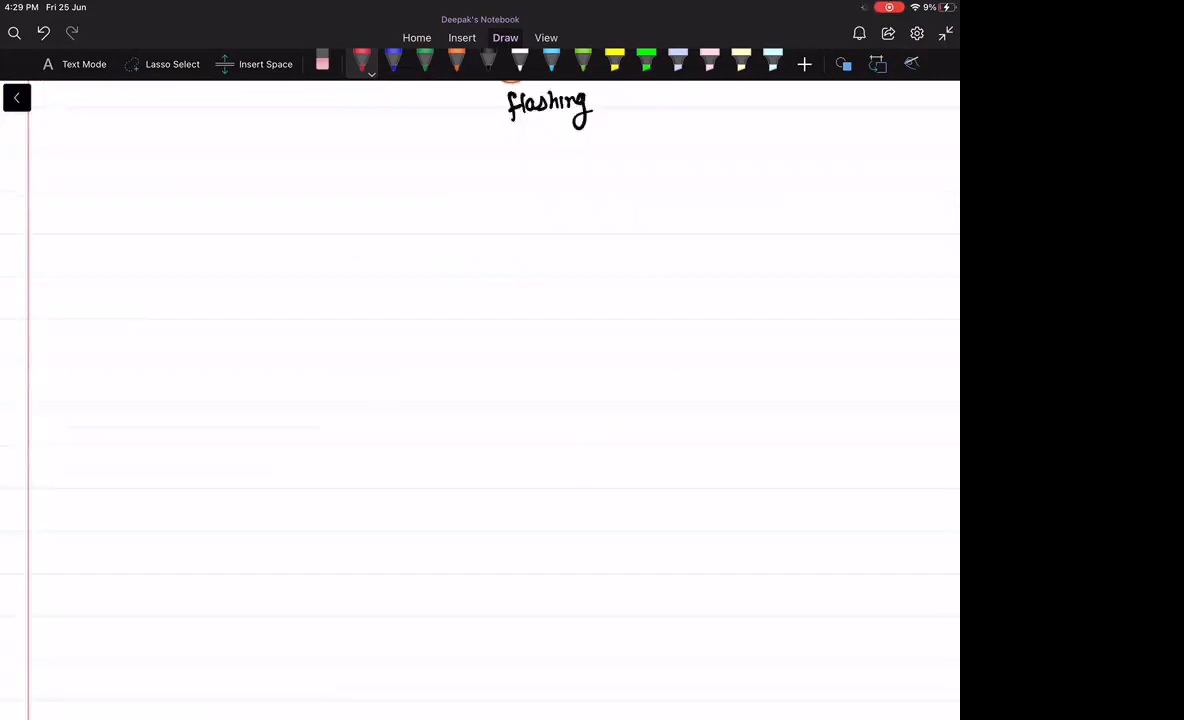 4:29 PM Fri 25 Jun
9%
Deepak's Notebook
Home Insert Draw View
A Text Mode Lasso Select Insert Space
flashing